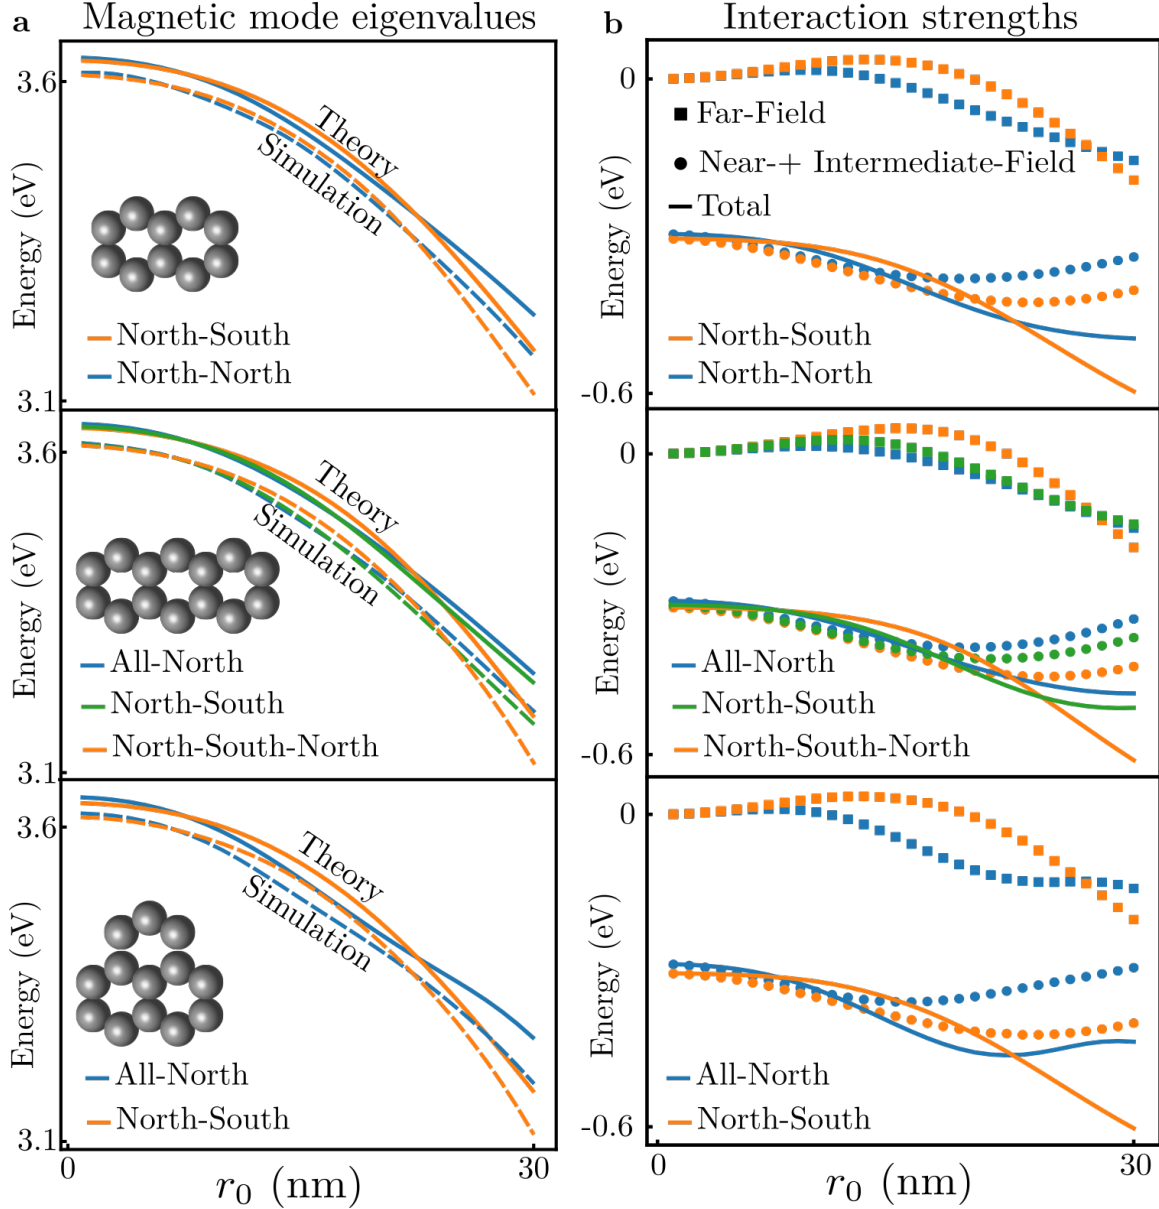 a Magnetic mode eigenvalues
3.6
3.1
Energy (eV)
Theory
Simulation
North-South
North-North
3.6
3.1
Energy (eV)
Theory
Simulation
All-North
North-South
North-South-North
3.6
3.1
Energy (eV)
Theory
Simulation
All-North
North-South
0 30
r₀ (nm)
b Interaction strengths
0
-0.6
Energy (eV)
Far-Field
Near-+ Intermediate-Field
Total
North-South
North-North
0
-0.6
Energy (eV)
All-North
North-South
North-South-North
0
-0.6
Energy (eV)
All-North
North-South
0 30
r₀ (nm)